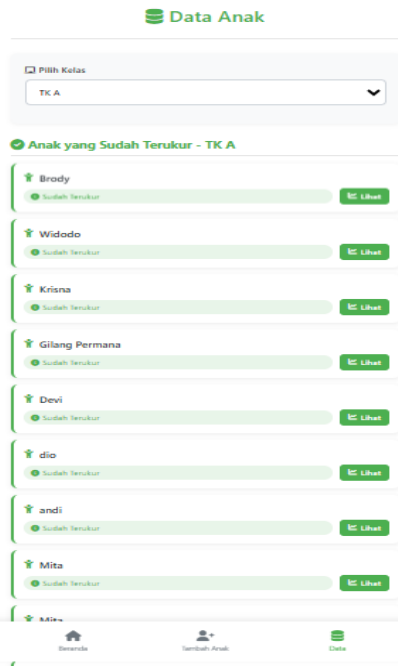 Data Anak
Pilih Kelas
TK A
Anak yang Sudah Terukur - TK A
Brody
Sudah Terukur
Lihat
Widodo
Sudah Terukur
Lihat
Krisna
Sudah Terukur
Lihat
Gilang Permana
Sudah Terukur
Lihat
Devi
Sudah Terukur
Lihat
dio
Sudah Terukur
Lihat
andi
Sudah Terukur
Lihat
Mita
Sudah Terukur
Lihat
Mita
Beranda
Tambah Anak
Data